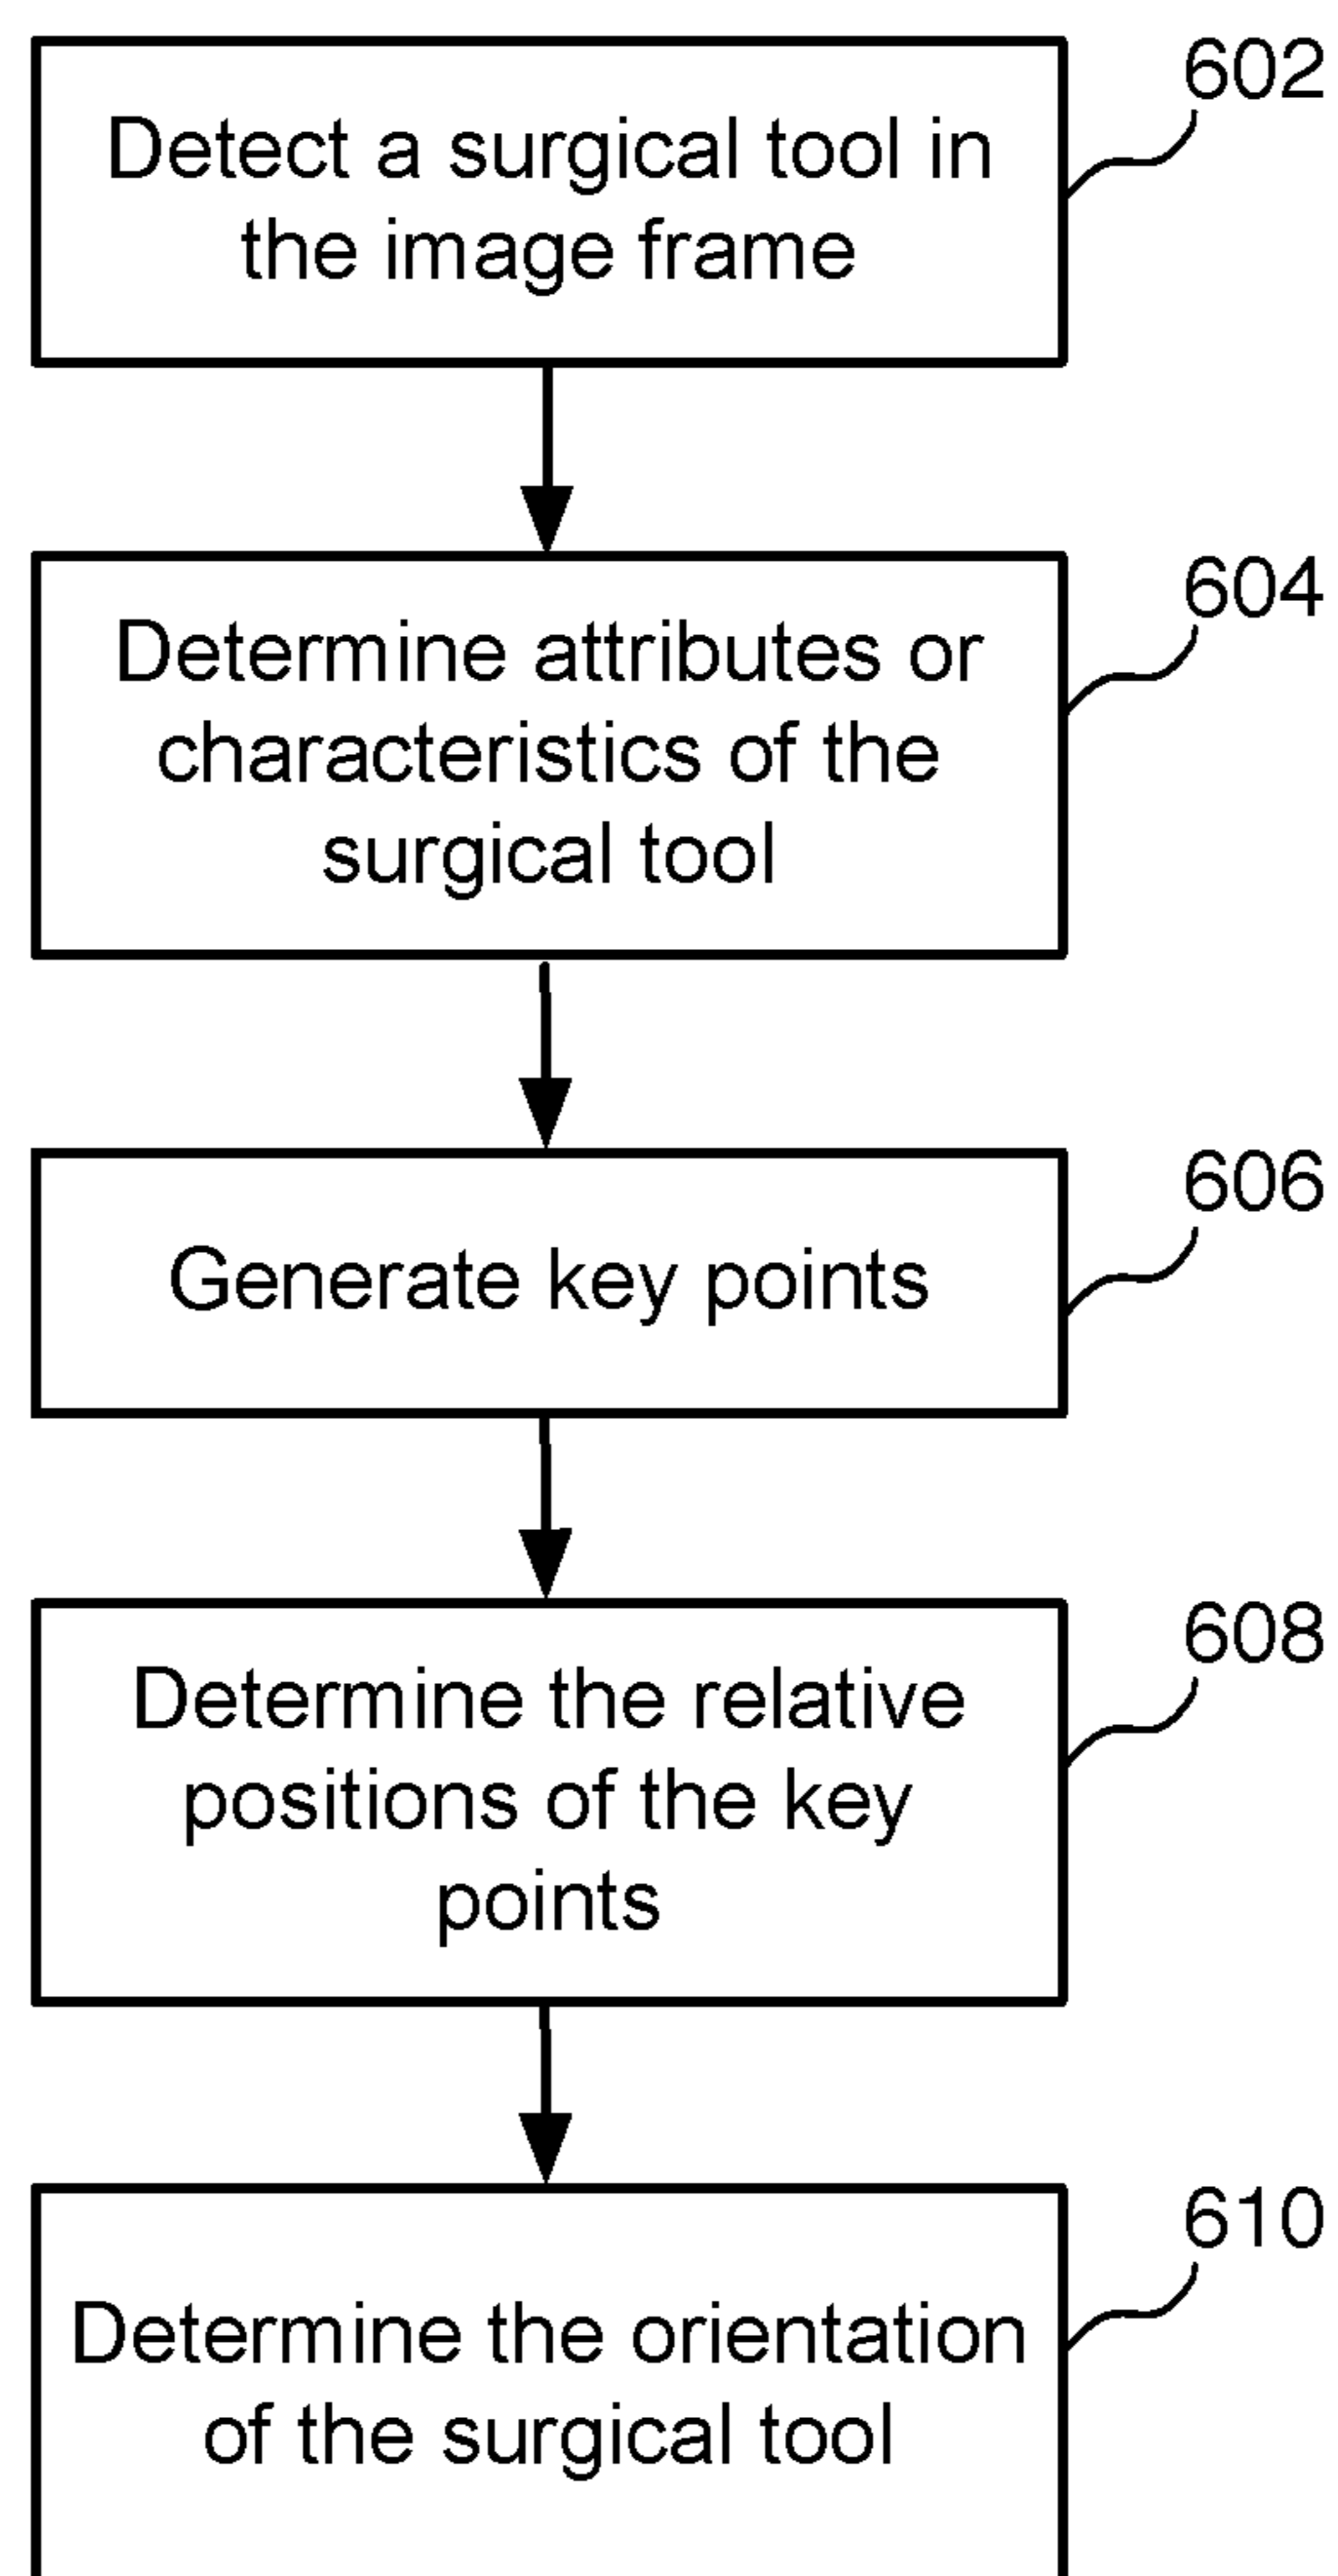 602
Detect a surgical tool in
the image frame
604
Determine attributes or
characteristics of the
surgical tool
606
Generate key points
608
Determine the relative
positions of the key
points
610
Determine the orientation
of the surgical tool